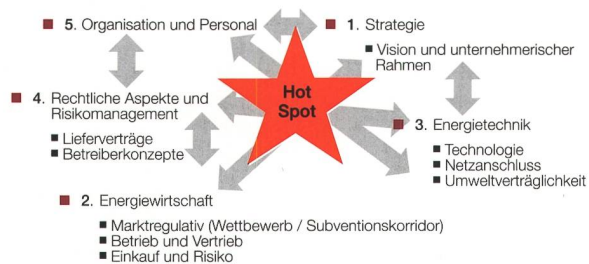 5. Organisation und Personal
1. Strategie
Vision und unternehmerischer
Rahmen
Hot
Spot
4. Rechtliche Aspekte und
Risikomanagement
Lieferverträge
Betreiberkonzepte
3. Energietechnik
Technologie
Netzanschluss
Umweltverträglichkeit
2. Energiewirtschaft
Marktregulativ (Wettbewerb / Subventionskorridor)
Betrieb und Vertrieb
Einkauf und Risiko